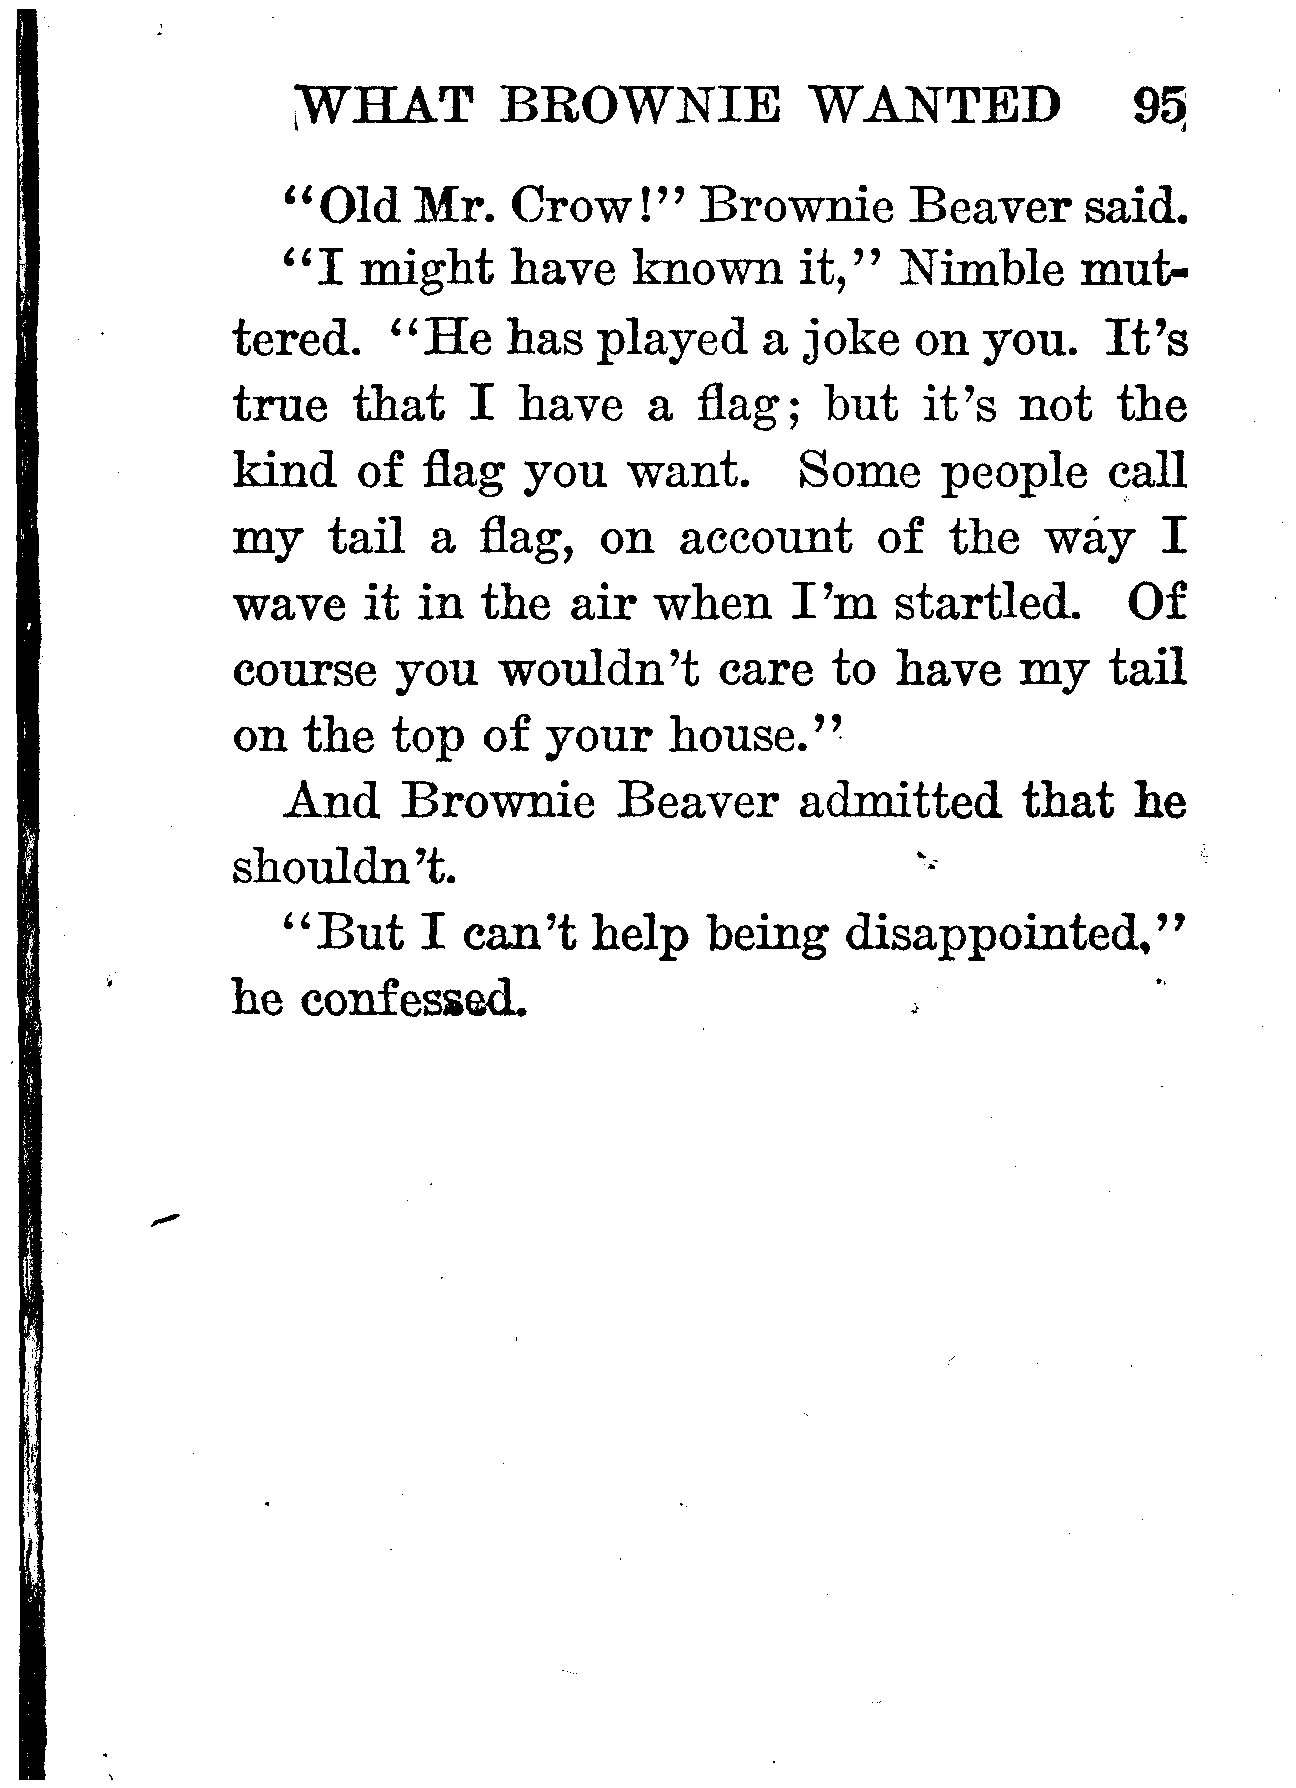 WHAT BROWNIE WANTED 95
“Old Mr. Crow!” Brownie Beaver said.
“I might have known it,” Nimble mut-
tered. “He has played a joke on you. It’s
true that I have a flag; but it’s not the
kind of flag you want. Some people call
my tail a flag, on account of the way I
wave it in the air when I’m startled. Of
course you wouldn’t care to have my tail
on the top of your house.”
And Brownie Beaver admitted that he
shouldn’t.
“But I can’t help being disappointed,”
he confessed.